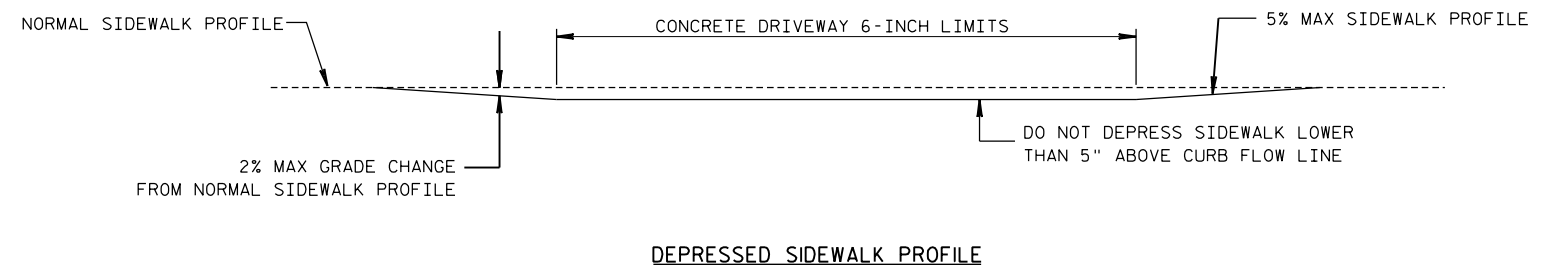 NORMAL SIDEWALK PROFILE
CONCRETE DRIVEWAY 6-INCH LIMITS
5% MAX SIDEWALK PROFILE
2% MAX GRADE CHANGE
FROM NORMAL SIDEWALK PROFILE
DO NOT DEPRESS SIDEWALK LOWER
THAN 5" ABOVE CURB FLOW LINE
DEPRESSED SIDEWALK PROFILE